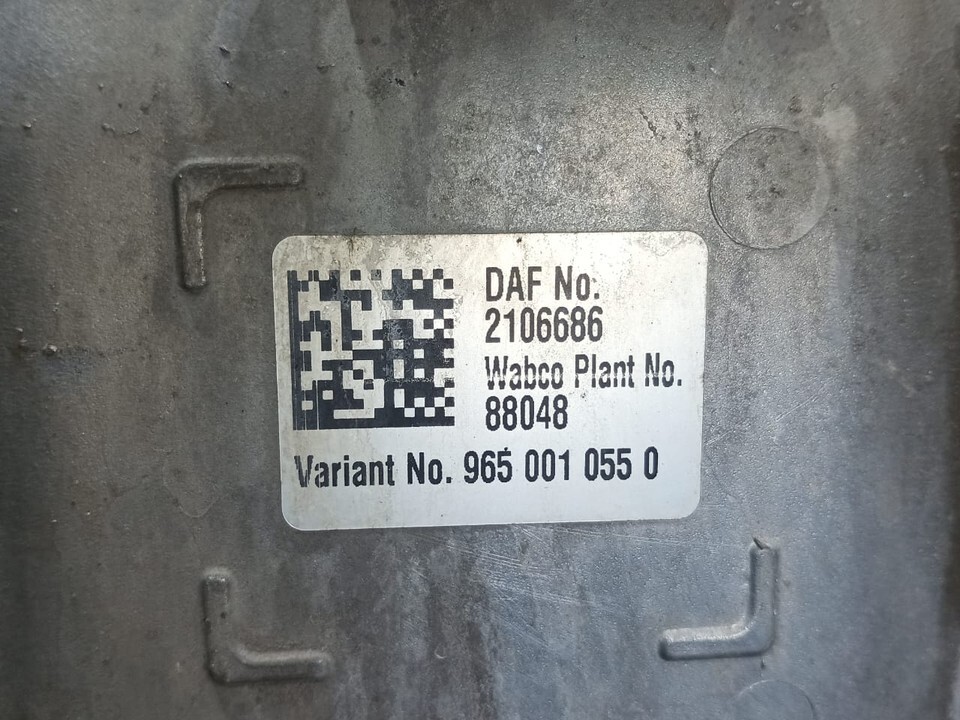 DAF No:
2106686
Wabco Plant No.
88048
Variant No. 965 001 055 0